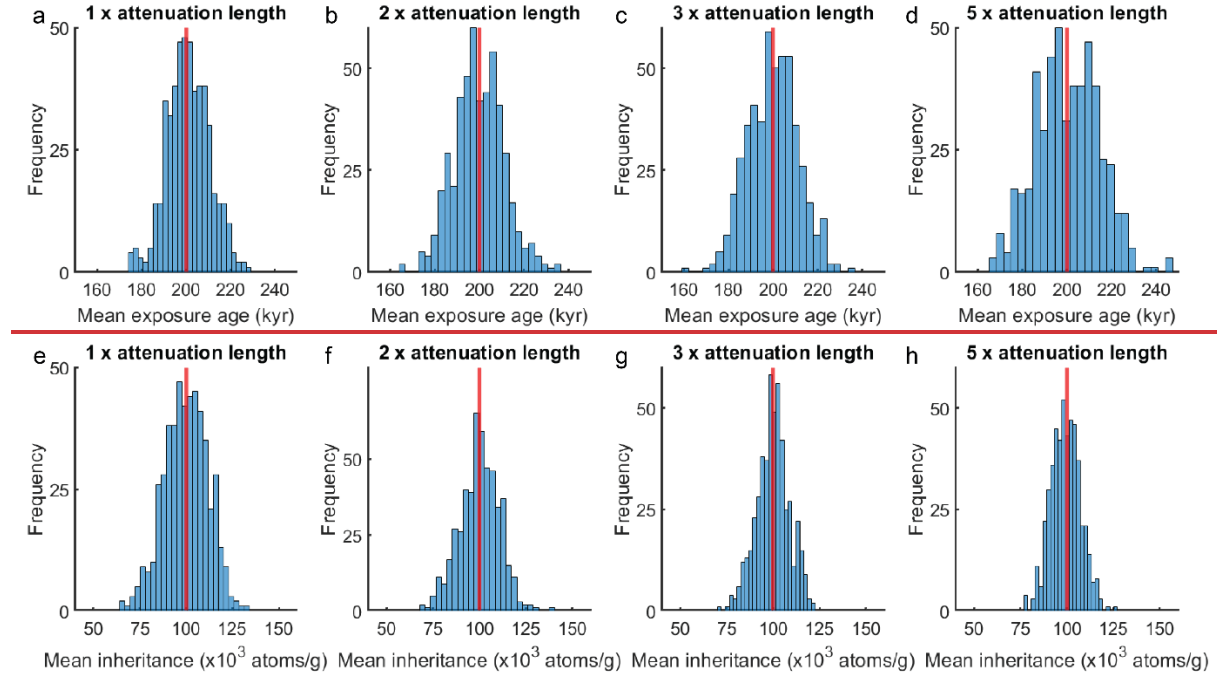 a 1 x attenuation length
50
25
0
Frequency
160 180 200 220 240
Mean exposure age (kyr)
b 2 x attenuation length
50
25
0
Frequency
160 180 200 220 240
Mean exposure age (kyr)
c 3 x attenuation length
50
25
0
Frequency
160 180 200 220 240
Mean exposure age (kyr)
d 5 x attenuation length
50
25
0
Frequency
160 180 200 220 240
Mean exposure age (kyr)
e 1 x attenuation length
50
25
0
Frequency
50 75 100 125 150
Mean inheritance (x10³ atoms/g)
f 2 x attenuation length
50
25
0
Frequency
50 75 100 125 150
Mean inheritance (x10³ atoms/g)
g 3 x attenuation length
50
25
0
Frequency
50 75 100 125 150
Mean inheritance (x10³ atoms/g)
h 5 x attenuation length
50
25
0
Frequency
50 75 100 125 150
Mean inheritance (x10³ atoms/g)